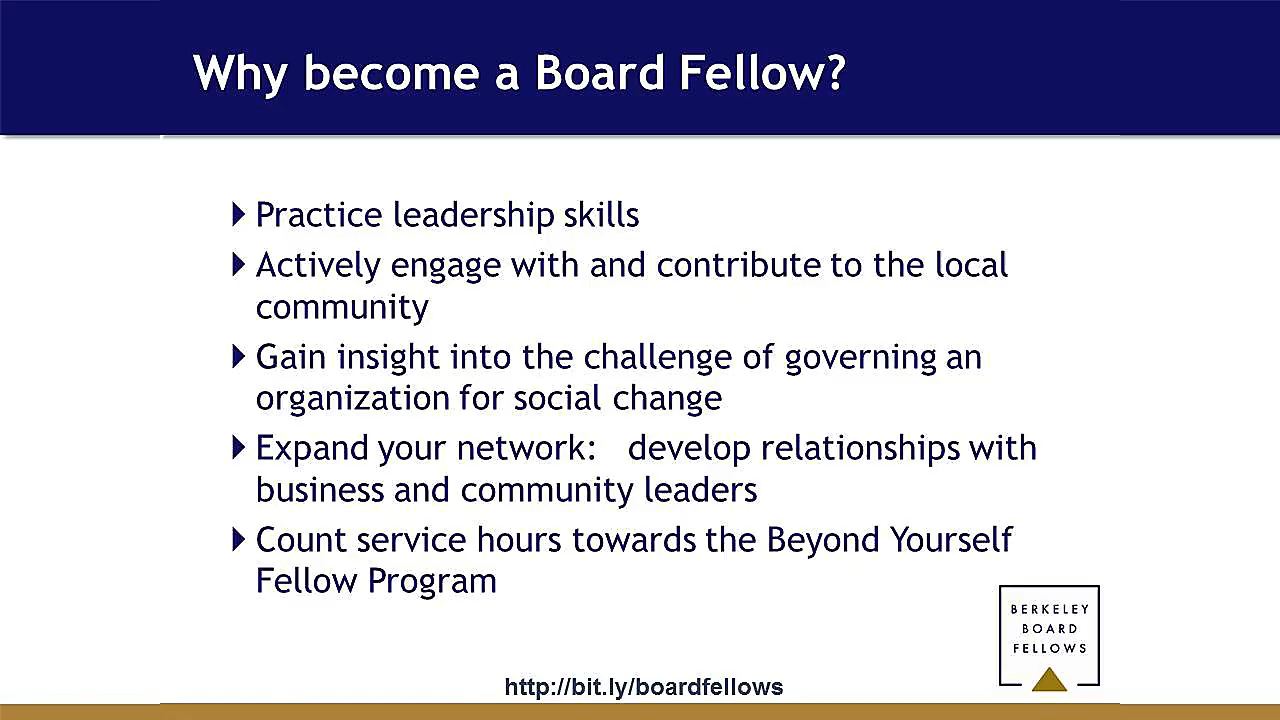 Why become a Board Fellow?
Practice leadership skills
Actively engage with and contribute to the local
community
Gain insight into the challenge of governing an
organization for social change
Expand your network:   develop relationships with
business and community leaders
Count service hours towards the Beyond Yourself
Fellow Program
BERKELEY
BOARD
FELLOWS
http://bit.ly/boardfellows